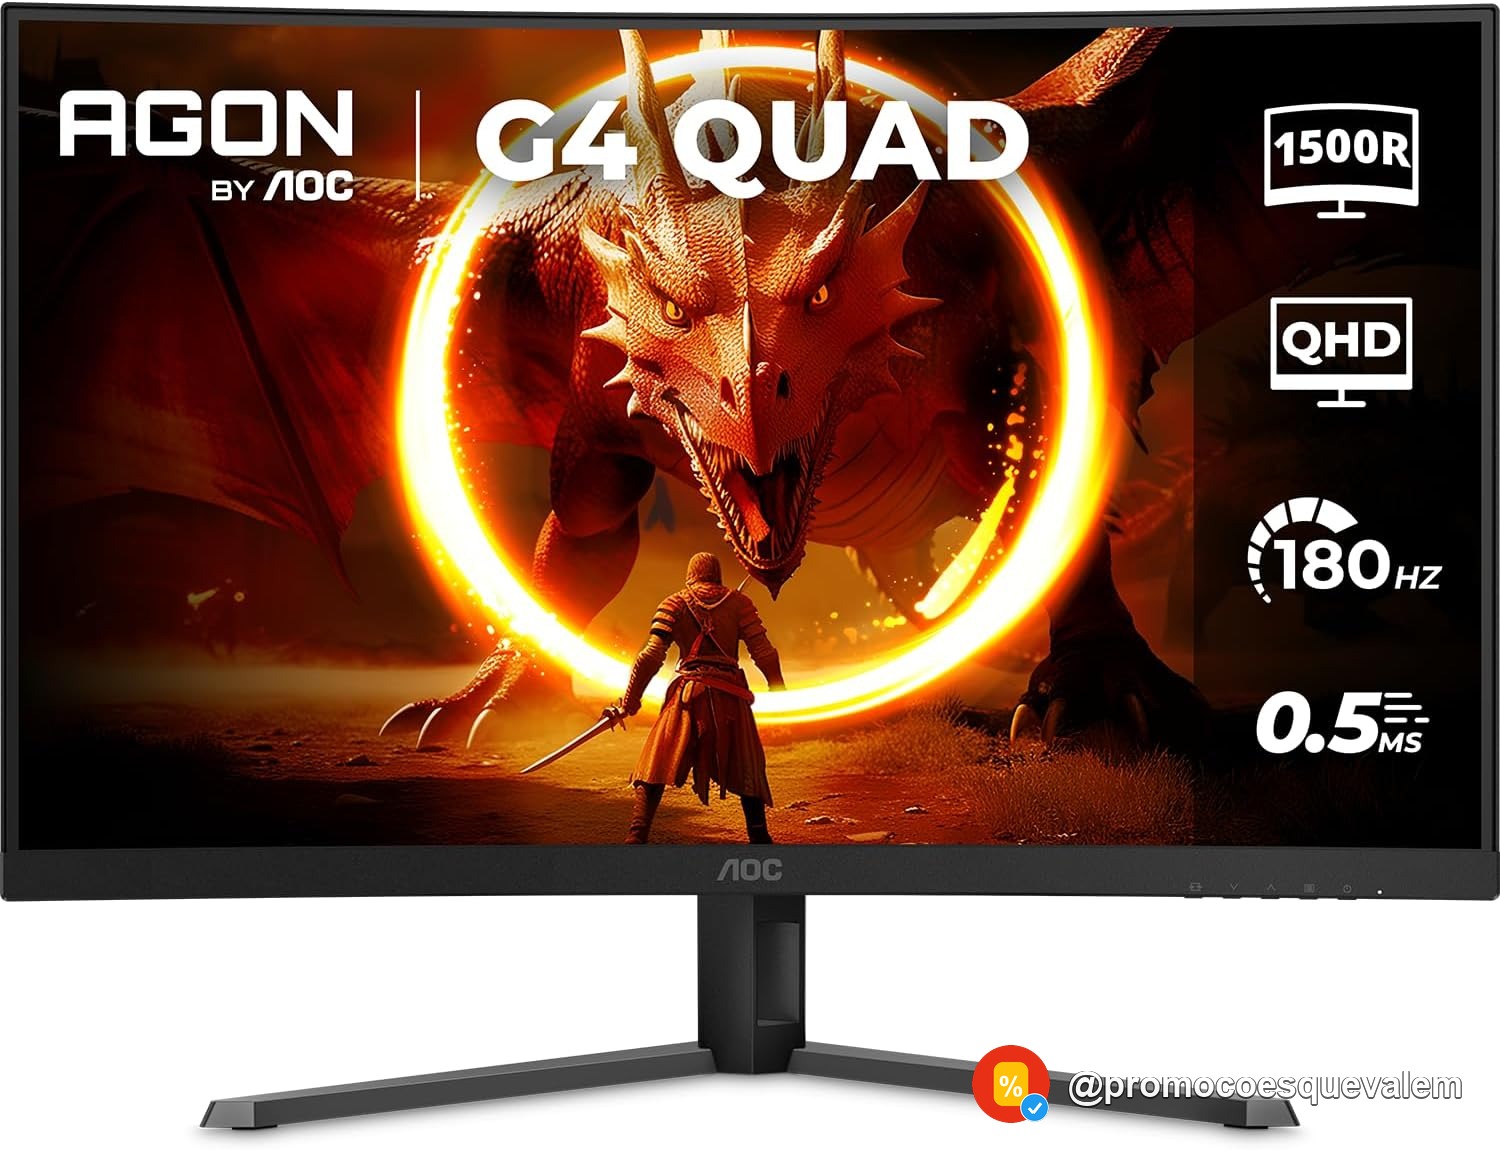 AGON
BY AOC
G4 QUAD
1500R
QHD
180HZ
0.5MS
AOC
%
@promocoesquevalem